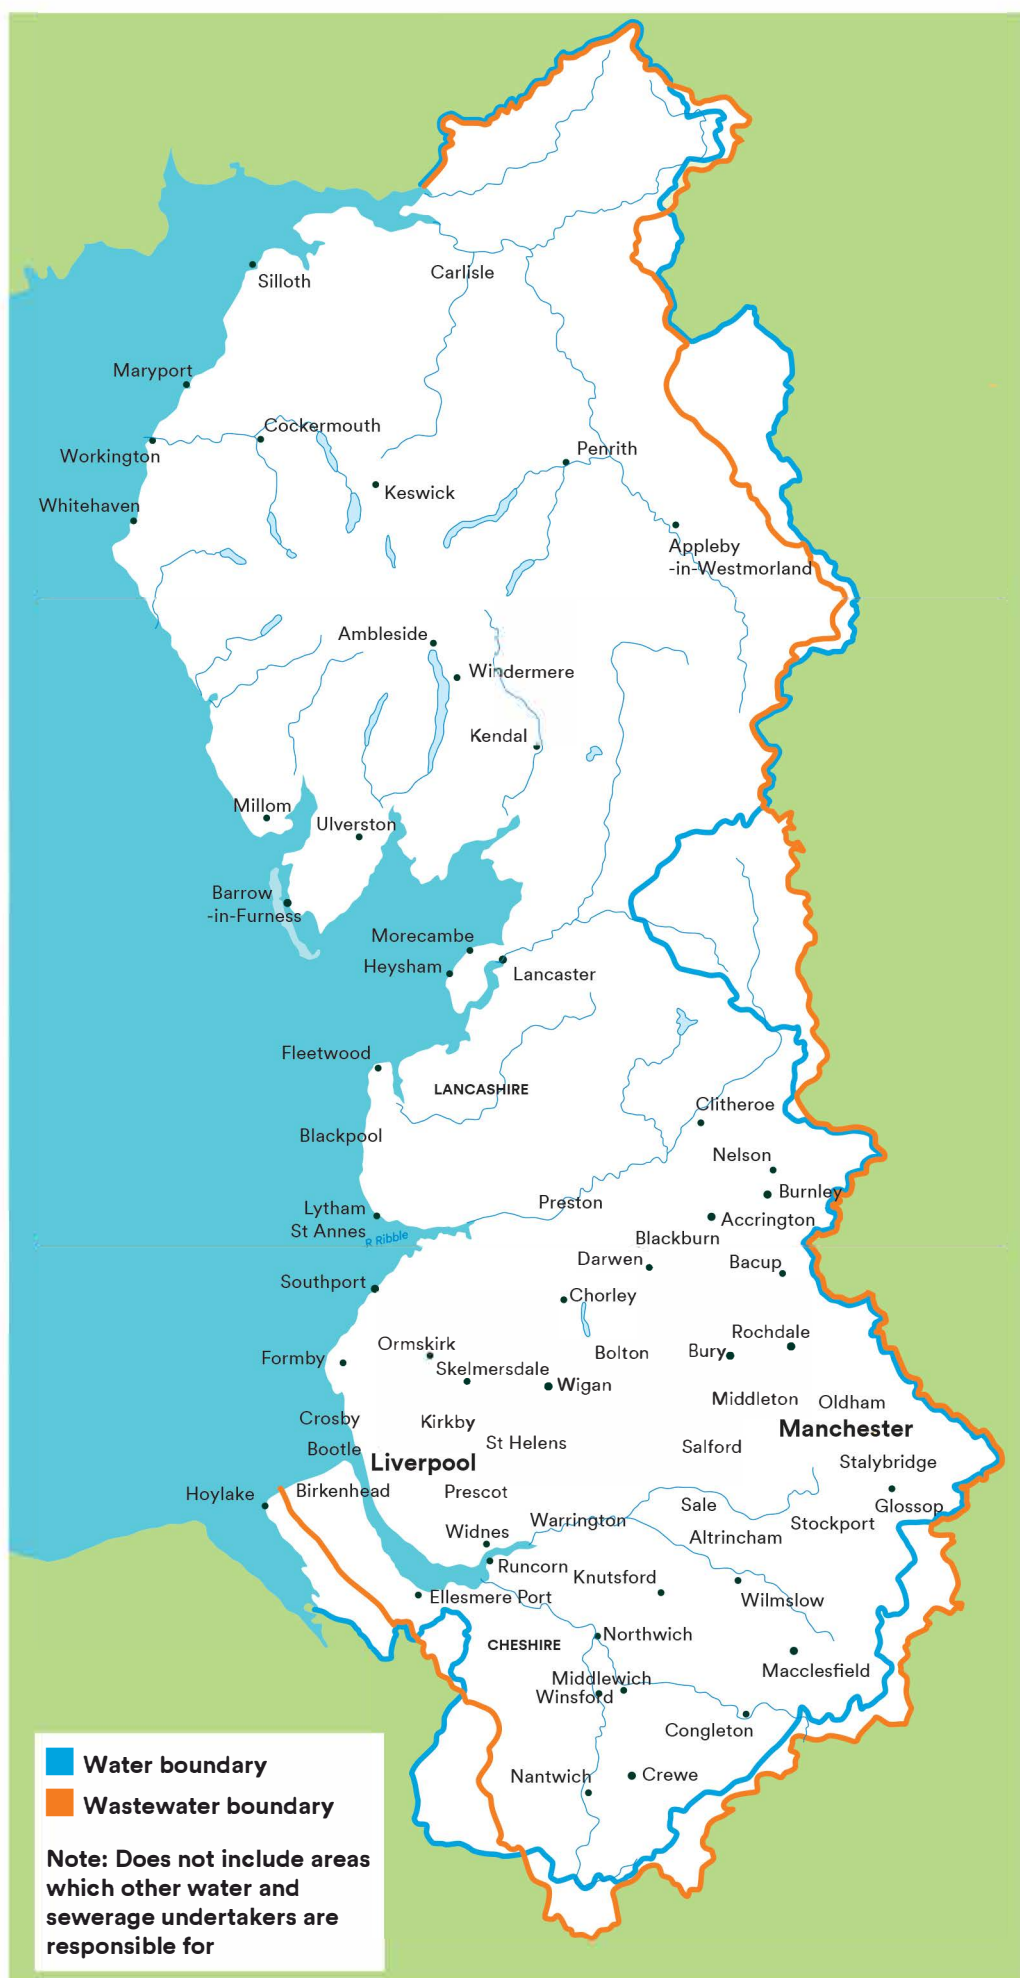 Carlisle
Silloth
Maryport
Cockermouth
Workington
Penrith
Keswick
Whitehaven
Appleby
-in-Westmorland
Ambleside
Windermere
Kendal
Millom
Ulverston
Barrow
-in-Furness
Morecambe
Heysham
Lancaster
Fleetwood
LANCASHIRE
Clitheroe
Blackpool
Nelson
Burnley
Preston
Lytham
St Annes
Accrington
R Ribble
Blackburn
Darwen
Bacup
Southport
Chorley
Rochdale
Ormskirk
Bolton
Bury
Formby
Skelmersdale
Wigan
Middleton
Oldham
Crosby
Kirkby
Manchester
Bootle
St Helens
Salford
Liverpool
Stalybridge
Hoylake
Birkenhead
Prescot
Sale
Glossop
Warrington
Stockport
Widnes
Altrincham
Runcorn
Knutsford
Ellesmere Port
Wilmslow
Northwich
CHESHIRE
Macclesfield
Middlewich
Winsford
Congleton
Nantwich
Crewe
Water boundary
Wastewater boundary
Note: Does not include areas
which other water and
sewerage undertakers are
responsible for